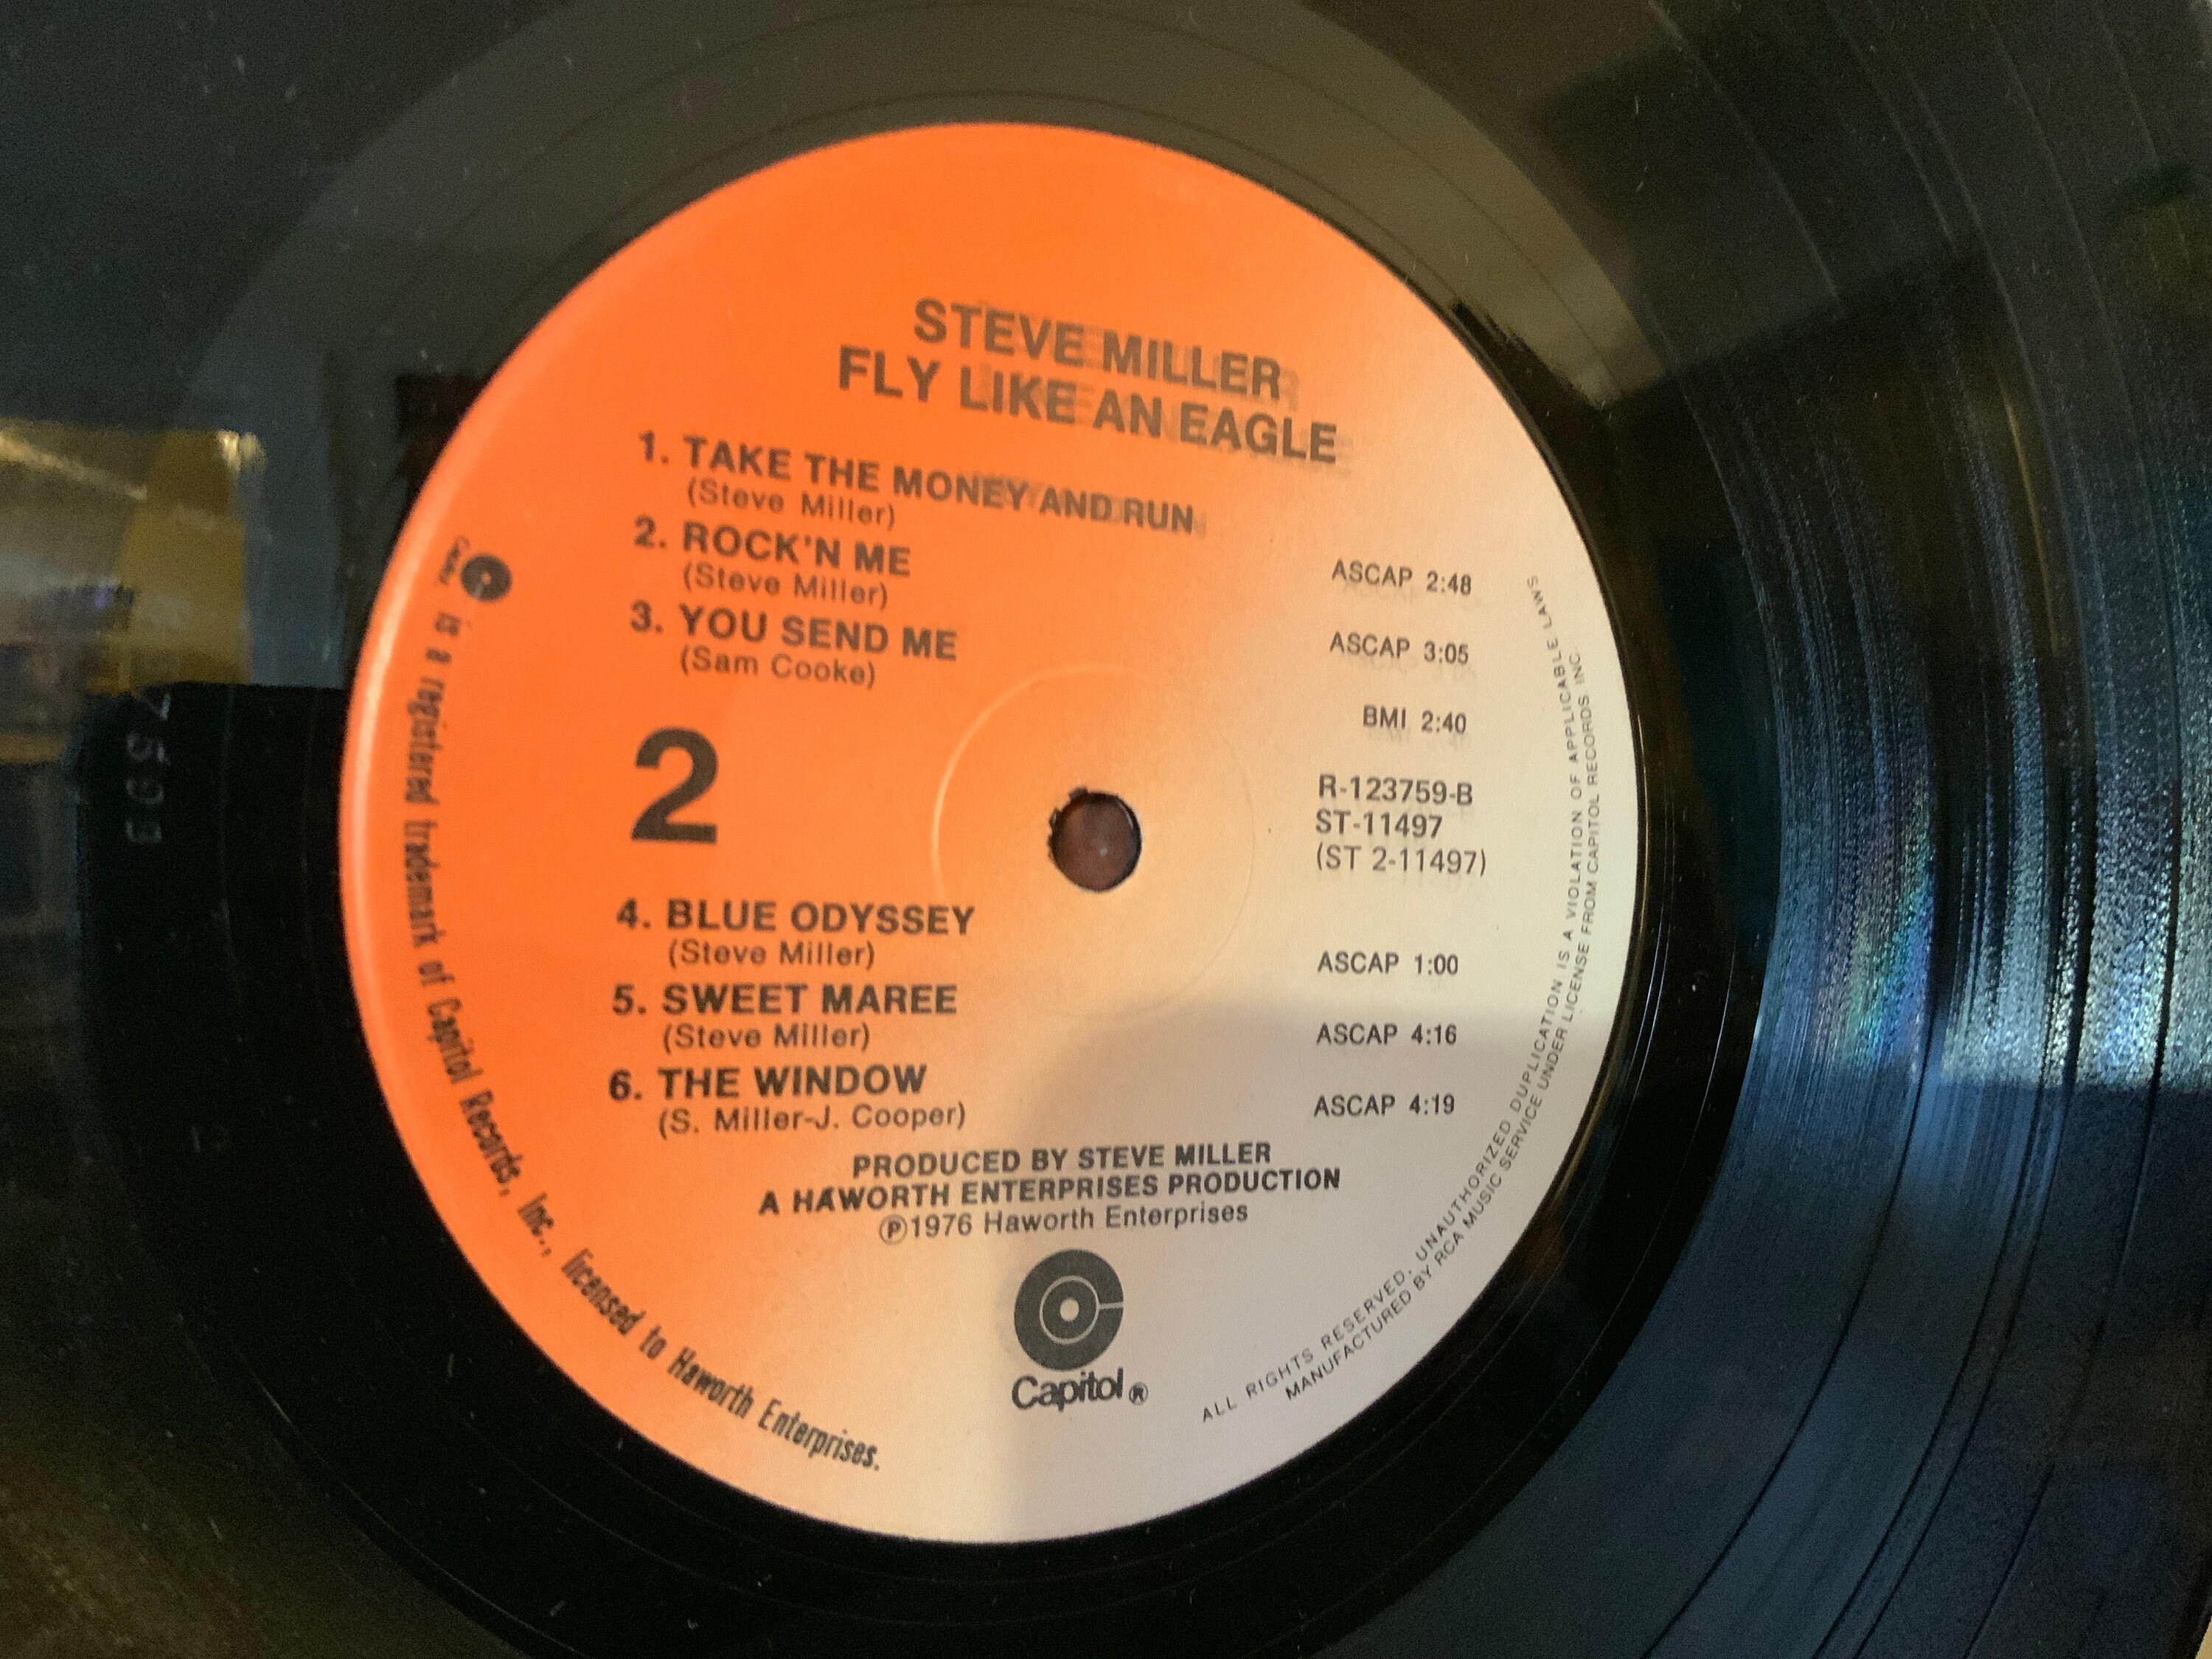 STEVE MILLER
FLY LIKE AN EAGLE
1. TAKE THE MONEY AND RUN
(Steve Miller)
ASCAP 2:48
2. ROCK'N ME
(Steve Miller)
ASCAP 3:05
3. YOU SEND ME
(Sam Cooke)
BMI 2:40
2
R-123759-B
ST-11497
(ST 2-11497)
4. BLUE ODYSSEY
(Steve Miller)
ASCAP 1:00
5. SWEET MAREE
(Steve Miller)
ASCAP 4:16
6. THE WINDOW
(S. Miller-J. Cooper)
ASCAP 4:19
PRODUCED BY STEVE MILLER
A HAWORTH ENTERPRISES PRODUCTION
Ⓟ1976 Haworth Enterprises
Capitol®
Capitol is a registered trademark of Capitol Records, Inc., licensed to Haworth Enterprises.
ALL RIGHTS RESERVED. UNAUTHORIZED DUPLICATION IS A VIOLATION OF APPLICABLE LAWS
MANUFACTURED BY RCA MUSIC SERVICE UNDER LICENSE FROM CAPITOL RECORDS INC.